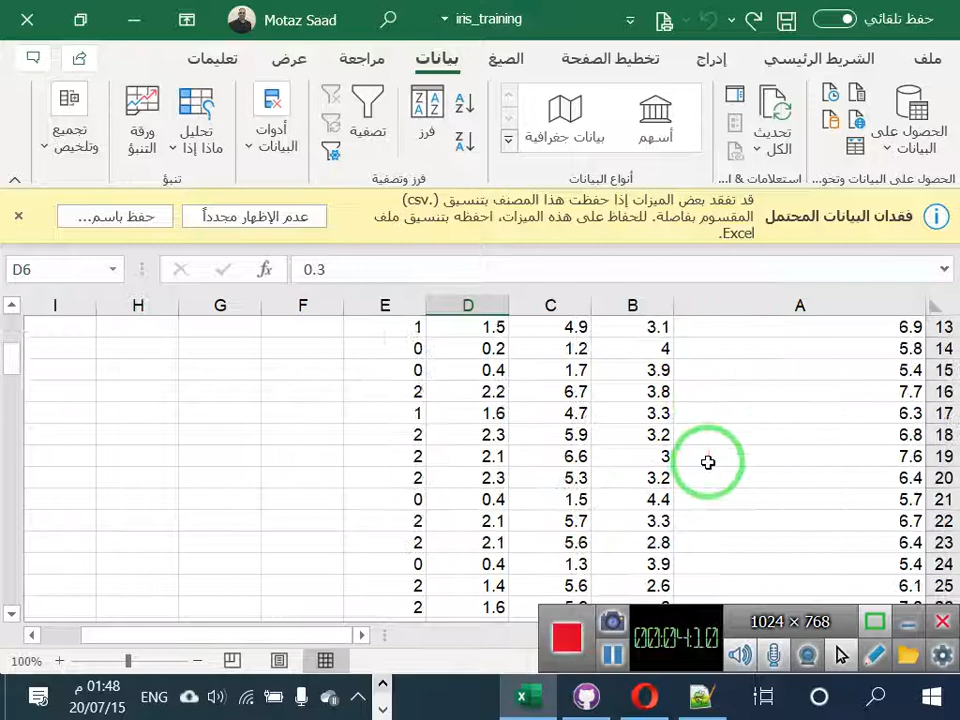 حفظ تلقائي
iris_training
Motaz Saad
ملف
الشريط الرئيسي
إدراج
تخطيط الصفحة
الصيغ
بيانات
مراجعة
عرض
تعليمات
الحصول على البيانات
تحديث الكل
أسهم
بيانات جغرافية
فرز
تصفية
أدوات البيانات
تحليل ماذا إذا
ورقة التنبؤ
تجميع وتلخيص
الحصول على البيانات وتحو...
استعلامات & ا...
أنواع البيانات
فرز وتصفية
تنبؤ
فقدات البيانات المحتمل
قد تفقد بعض الميزات إذا حفظت هذا المصنف بتنسيق (.csv)
المقسوم بفاصلة. للحفاظ على هذه الميزات، احفظه بتنسيق ملف
Excel.
عدم الإظهار مجدداً
حفظ باسم...
D6
fx
0.3
I H G F E D C B A
1 1.5 4.9 3.1 6.9 13
0 0.2 1.2 4 5.8 14
0 0.4 1.7 3.9 5.4 15
2 2.2 6.7 3.8 7.7 16
1 1.6 4.7 3.3 6.3 17
2 2.3 5.9 3.2 6.8 18
2 2.1 6.6 3 7.6 19
2 2.3 5.3 3.2 6.4 20
0 0.4 1.5 4.4 5.7 21
2 2.1 5.7 3.3 6.7 22
2 2.1 5.6 2.8 6.4 23
0 0.4 1.3 3.9 5.4 24
2 1.4 5.6 2.6 6.1 25
2 1.6
00:04:10
1024 × 768
100%
01:48 م
20/07/15
ENG